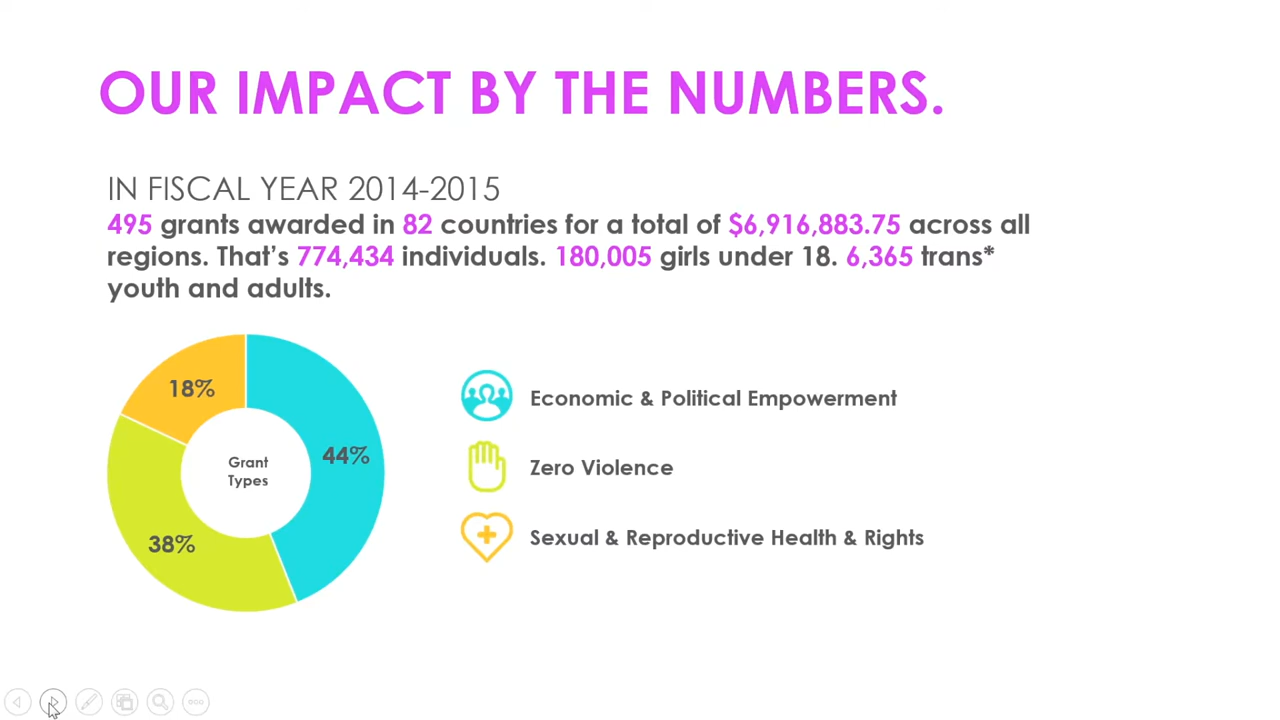 OUR IMPACT BY THE NUMBERS.
IN FISCAL YEAR 2014-2015
495 grants awarded in 82 countries for a total of $6,916,883.75 across all
regions. That's 774,434 individuals. 180,005 girls under 18. 6,365 trans*
youth and adults.
18%
44%
38%
Grant
Types
Economic & Political Empowerment
Zero Violence
Sexual & Reproductive Health & Rights